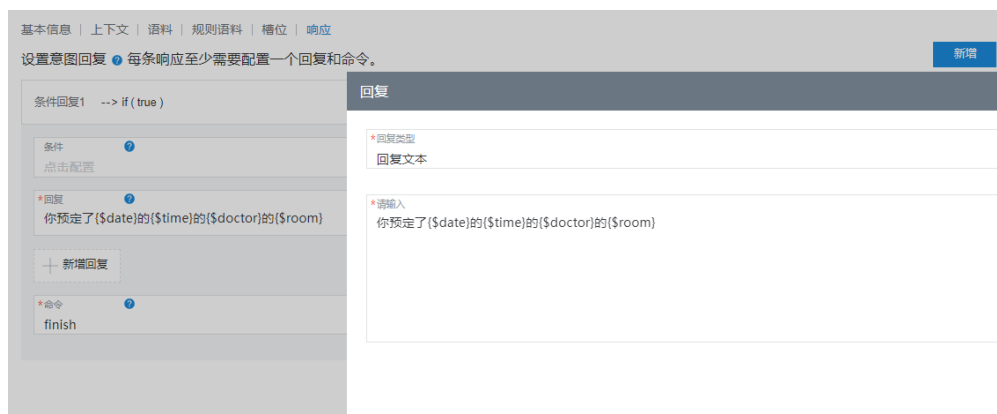 基本信息 | 上下文 | 语料 | 规则语料 | 槽位 | 响应
设置意图回复 ? 每条响应至少需要配置一个回复和命令。
新增
条件回复1 --> if ( true )
条件 ?
点击配置
*回复 ?
你预定了{$date}的{$time}的{$doctor}的{$room}
+ 新增回复
*命令 ?
finish
回复
*回复类型
回复文本
*请输入
你预定了{$date}的{$time}的{$doctor}的{$room}